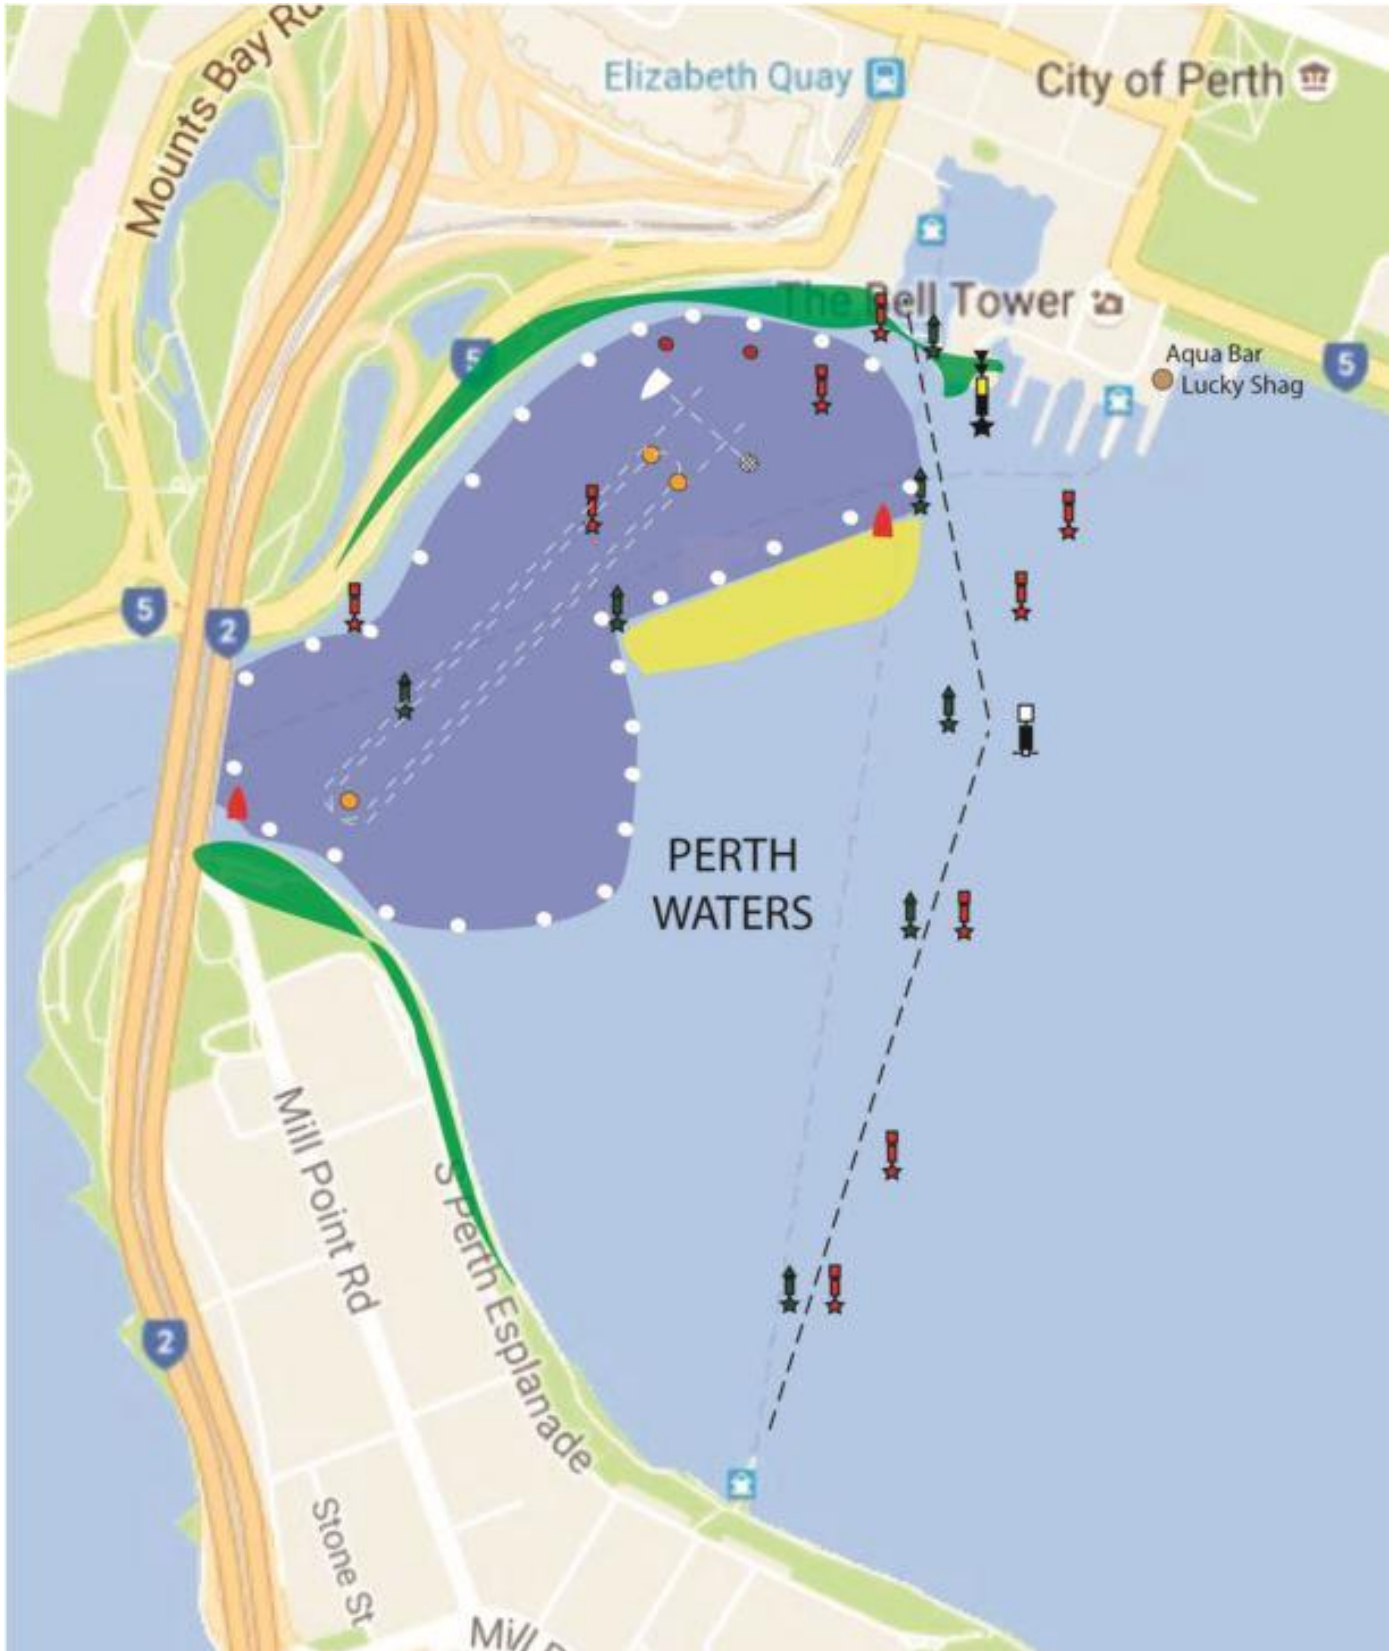 Mounts Bay Rd
Elizabeth Quay
City of Perth
The Bell Tower
5
Aqua Bar
Lucky Shag
5
5
2
PERTH
WATERS
Mill Point Rd
S Perth Esplanade
2
Stone St
Mill